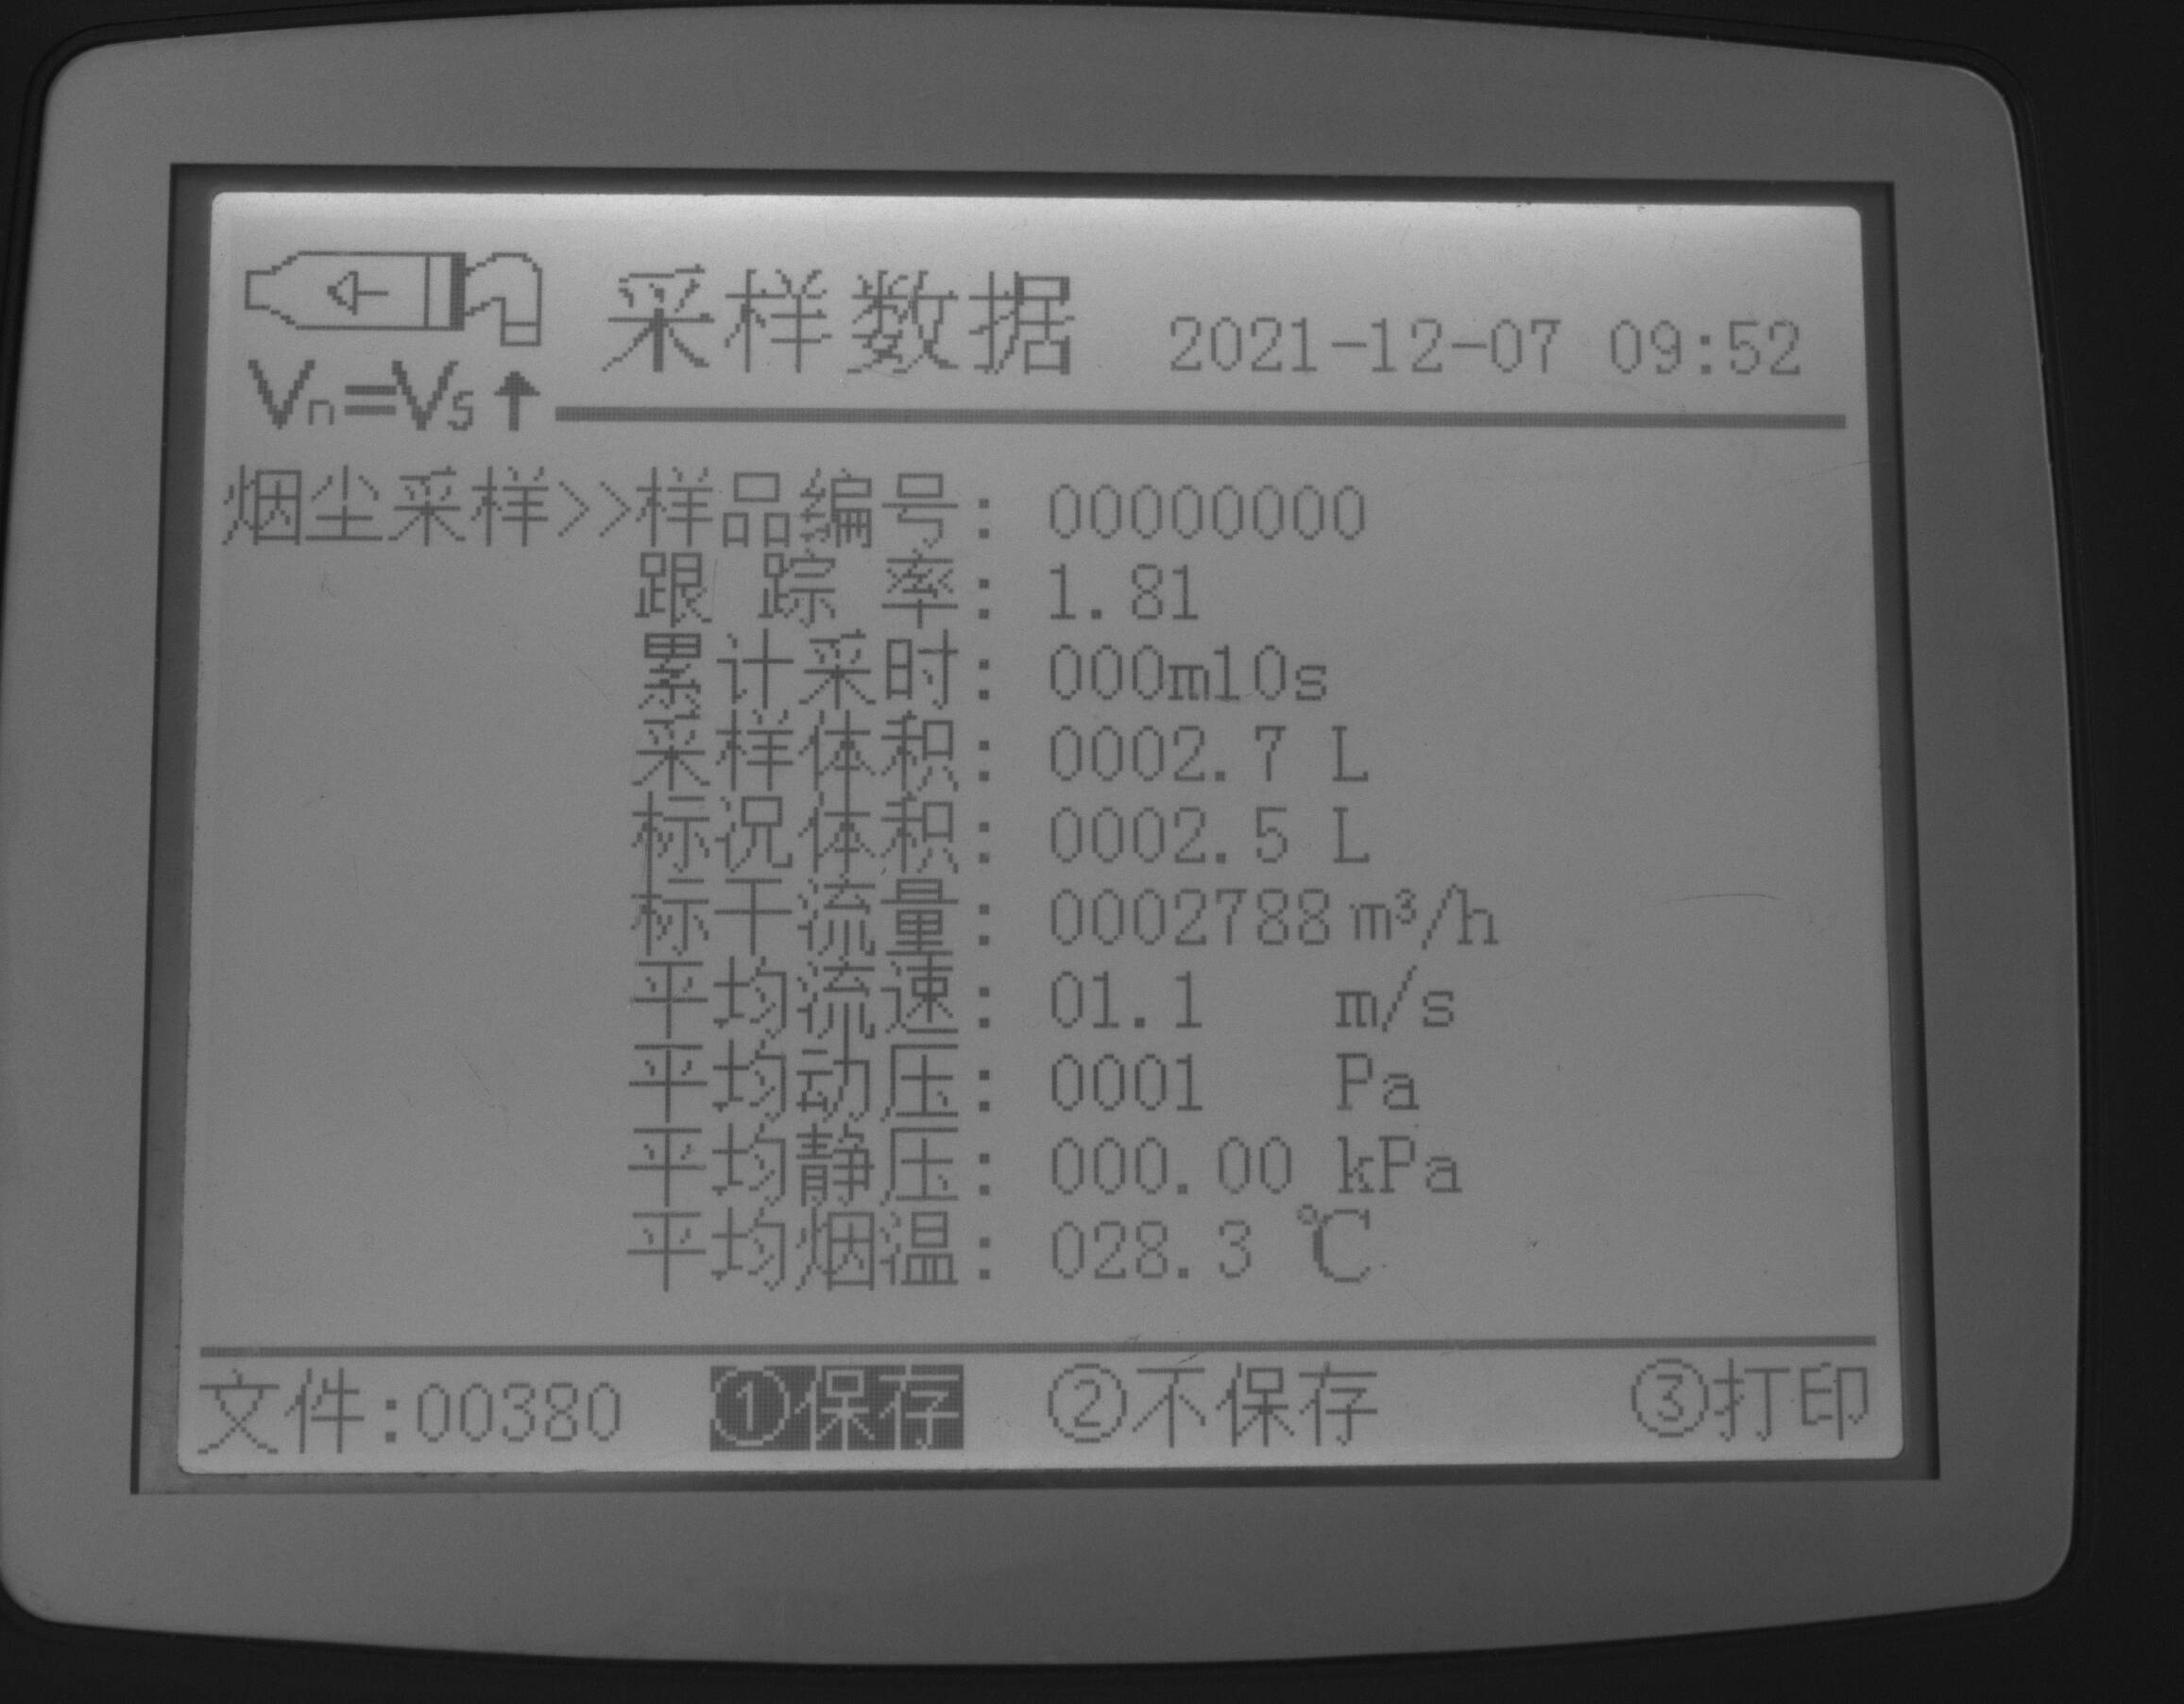 采样数据 2021-12-07 09:52
Vn=Vs↑
烟尘采样>>样品编号: 00000000
跟踪率: 1.81
累计采时: 000m10s
采样体积: 0002.7 L
标况体积: 0002.5 L
标干流量: 0002788 m³/h
平均流速: 01.1 m/s
平均动压: 0001 Pa
平均静压: 000.00 kPa
平均烟温: 028.3 ℃
文件:00380 ①保存 ②不保存 ③打印